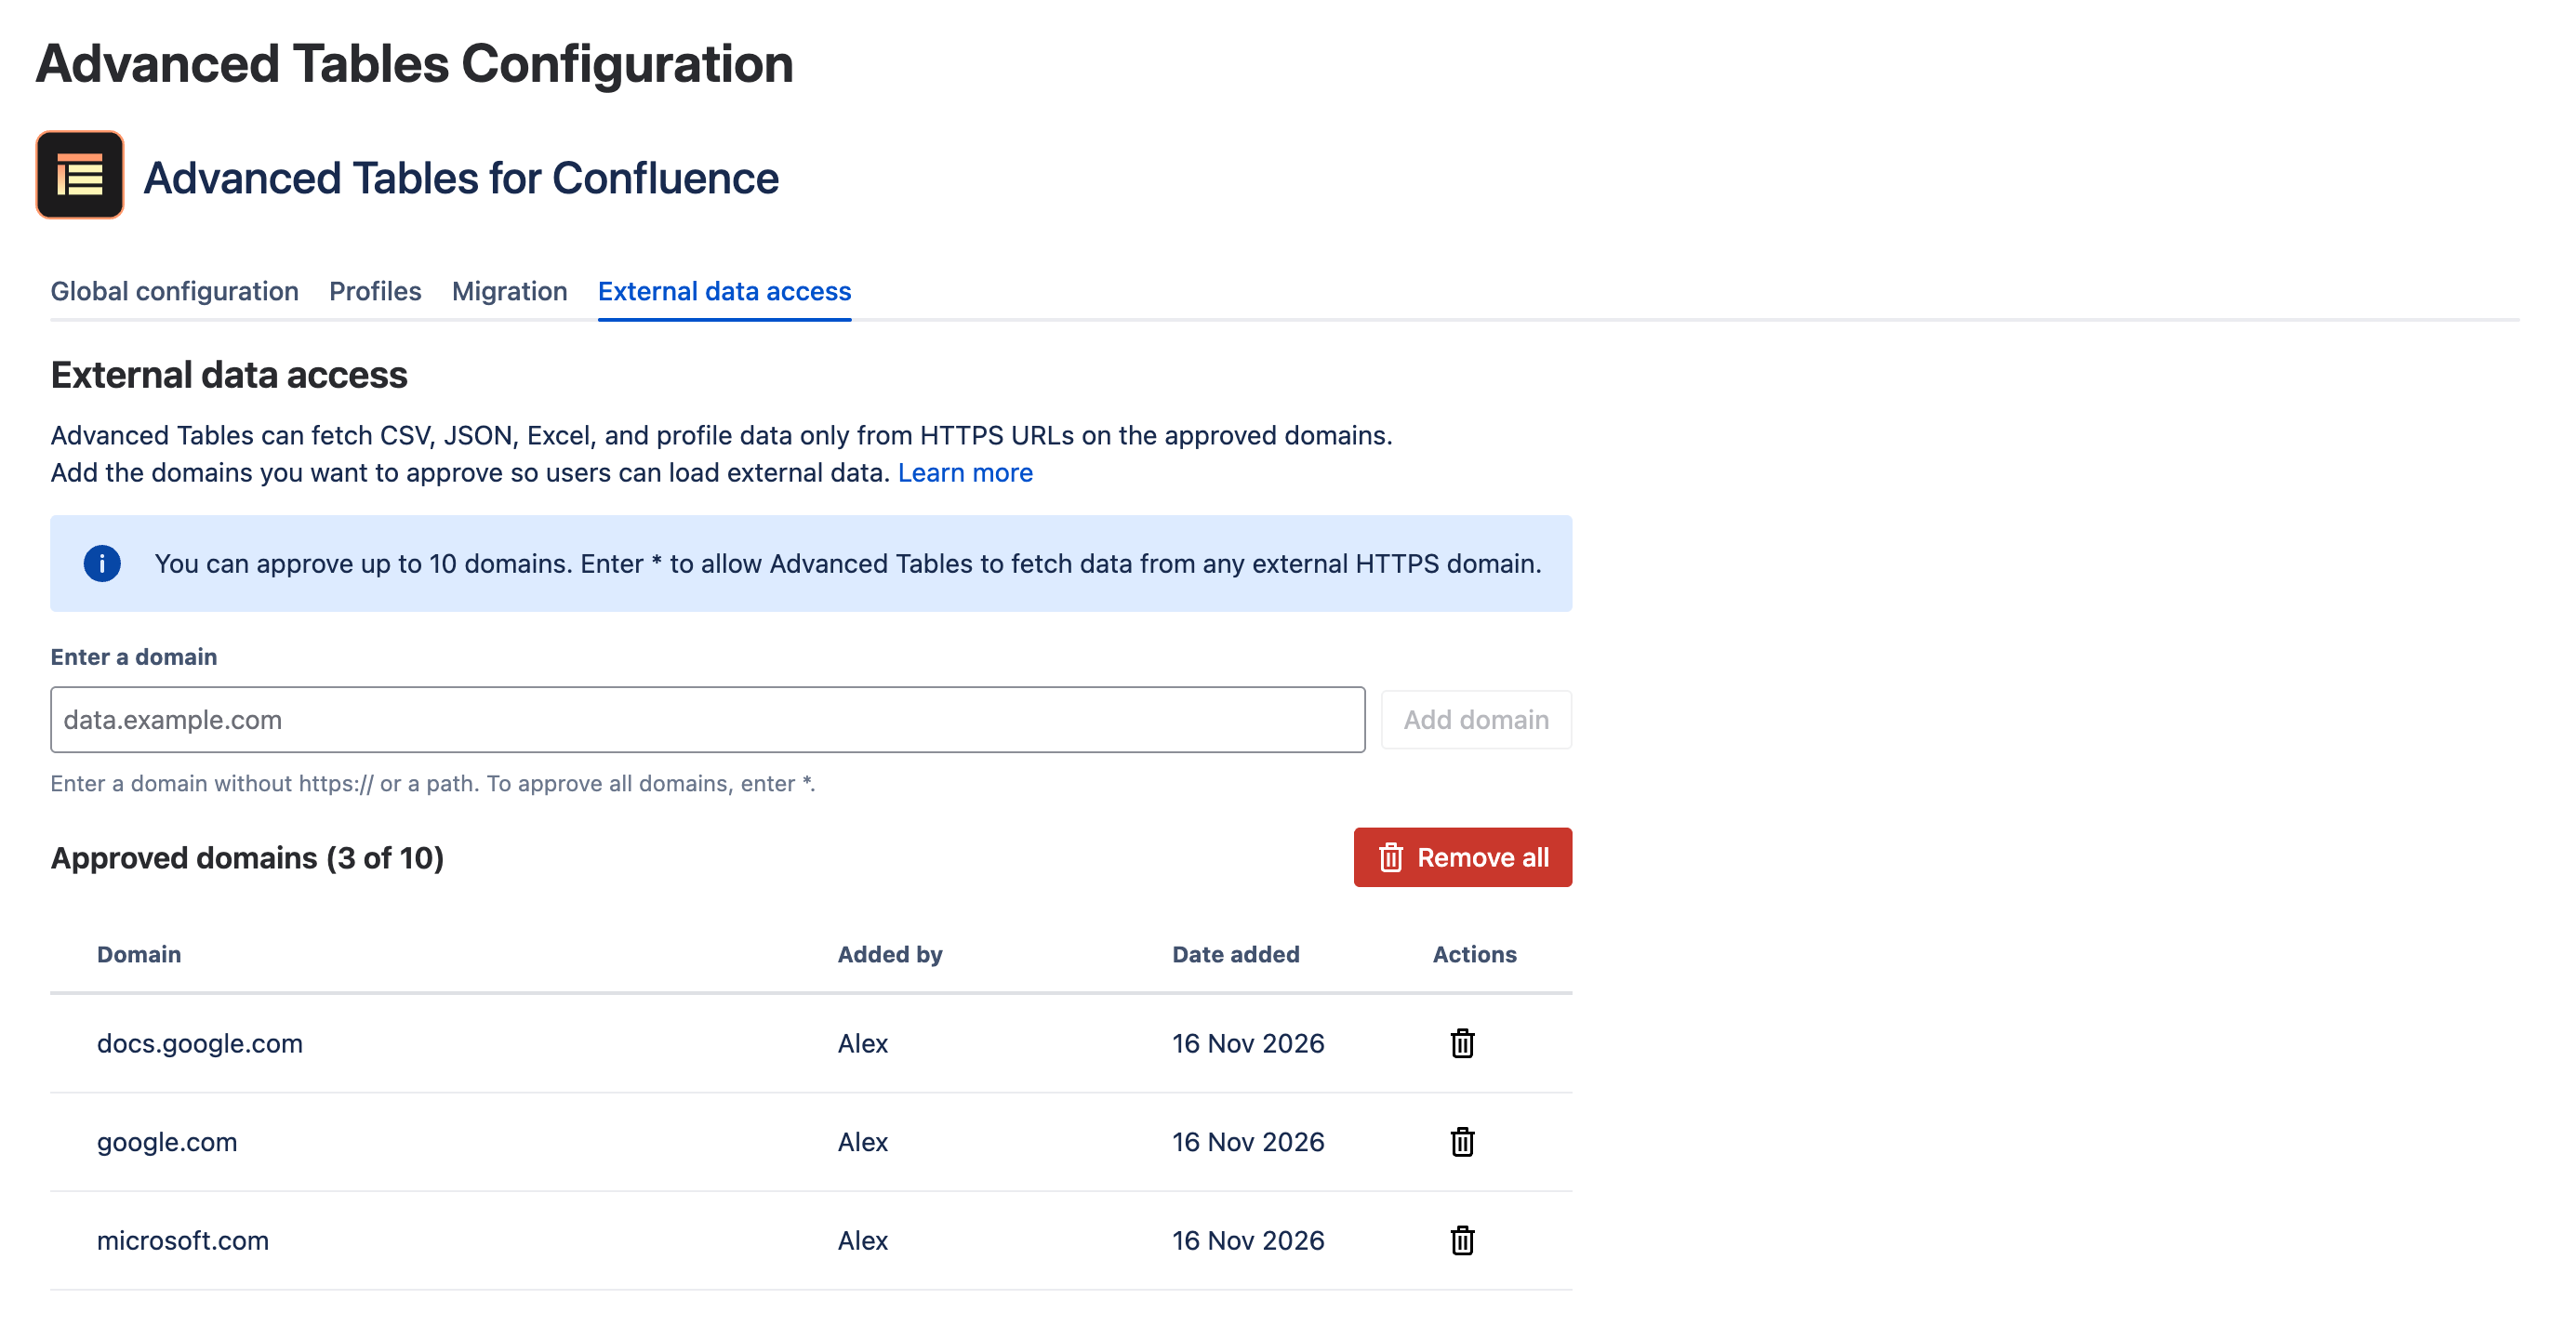 Advanced Tables Configuration
Advanced Tables for Confluence
Global configuration Profiles Migration External data access
External data access
Advanced Tables can fetch CSV, JSON, Excel, and profile data only from HTTPS URLs on the approved domains.
Add the domains you want to approve so users can load external data. Learn more
You can approve up to 10 domains. Enter * to allow Advanced Tables to fetch data from any external HTTPS domain.
Enter a domain
data.example.com Add domain
Enter a domain without https:// or a path. To approve all domains, enter *.
Approved domains (3 of 10) Remove all
Domain Added by Date added Actions
docs.google.com Alex 16 Nov 2026
google.com Alex 16 Nov 2026
microsoft.com Alex 16 Nov 2026